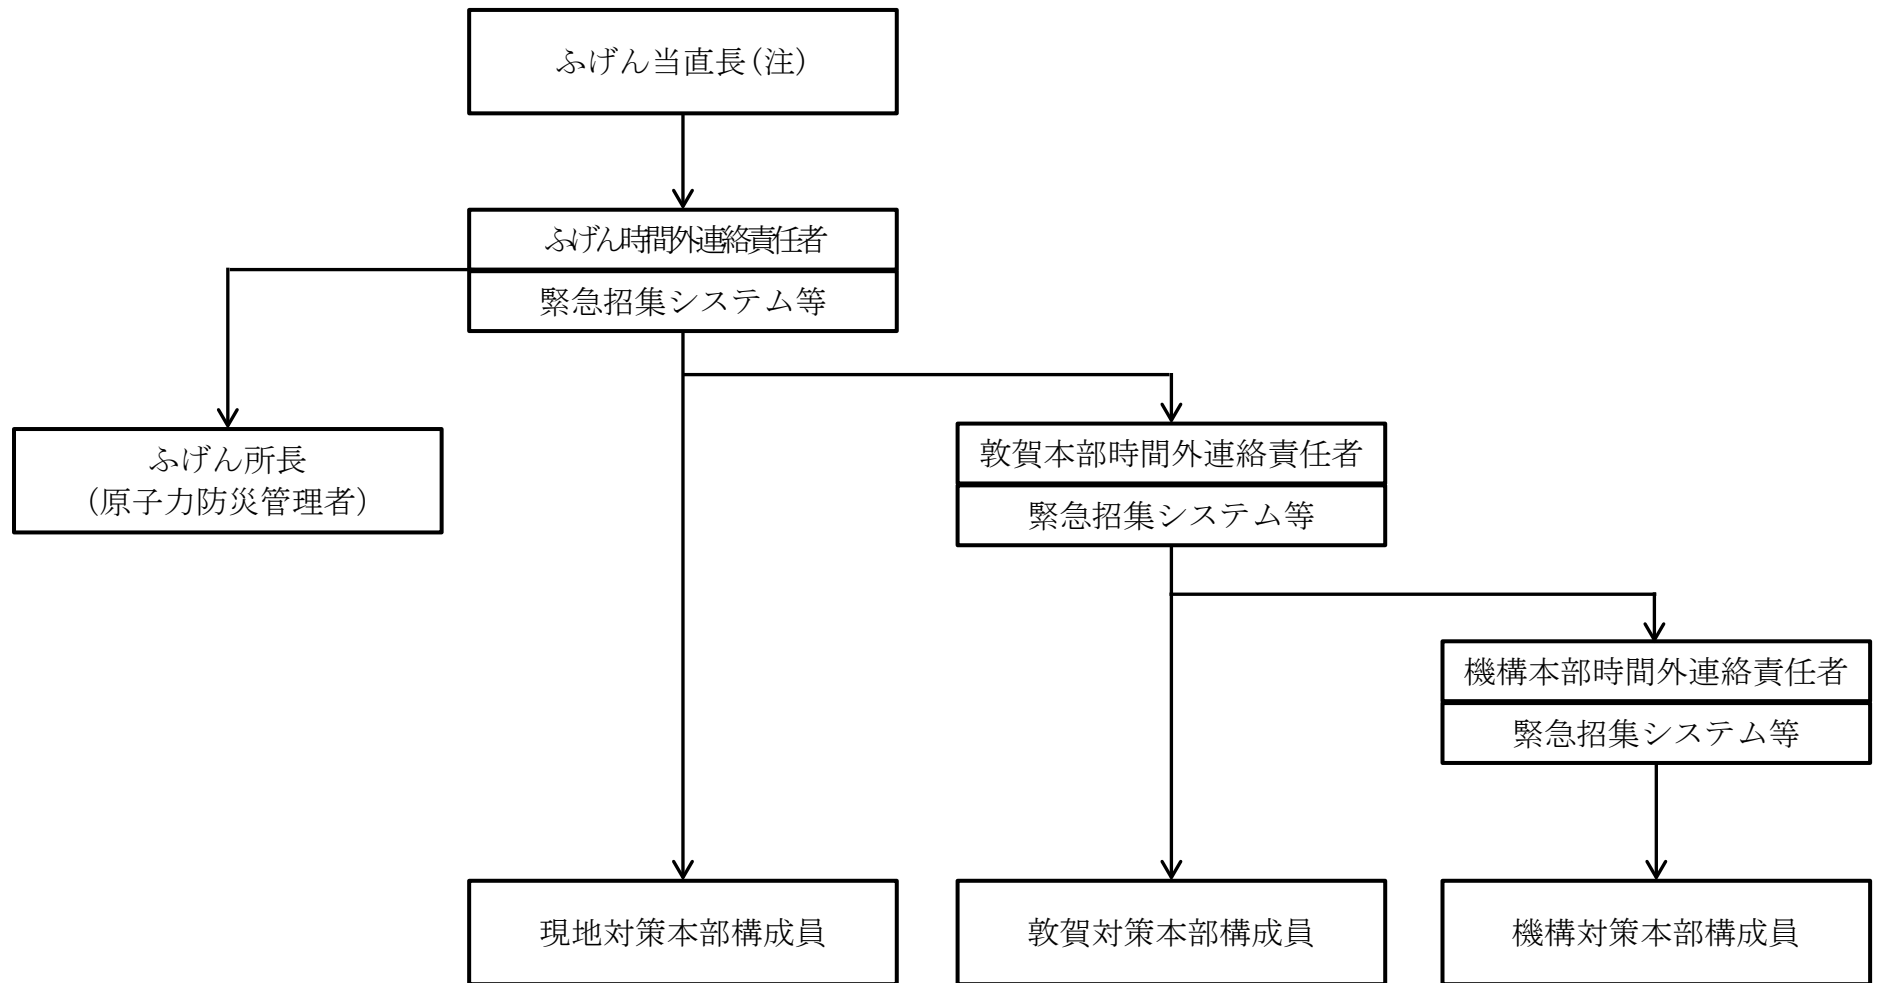 ふげん当直長(注)
ふげん時間外連絡責任者
緊急招集システム等
ふげん所長
(原子力防災管理者)
敦賀本部時間外連絡責任者
緊急招集システム等
機構本部時間外連絡責任者
緊急招集システム等
現地対策本部構成員
敦賀対策本部構成員
機構対策本部構成員